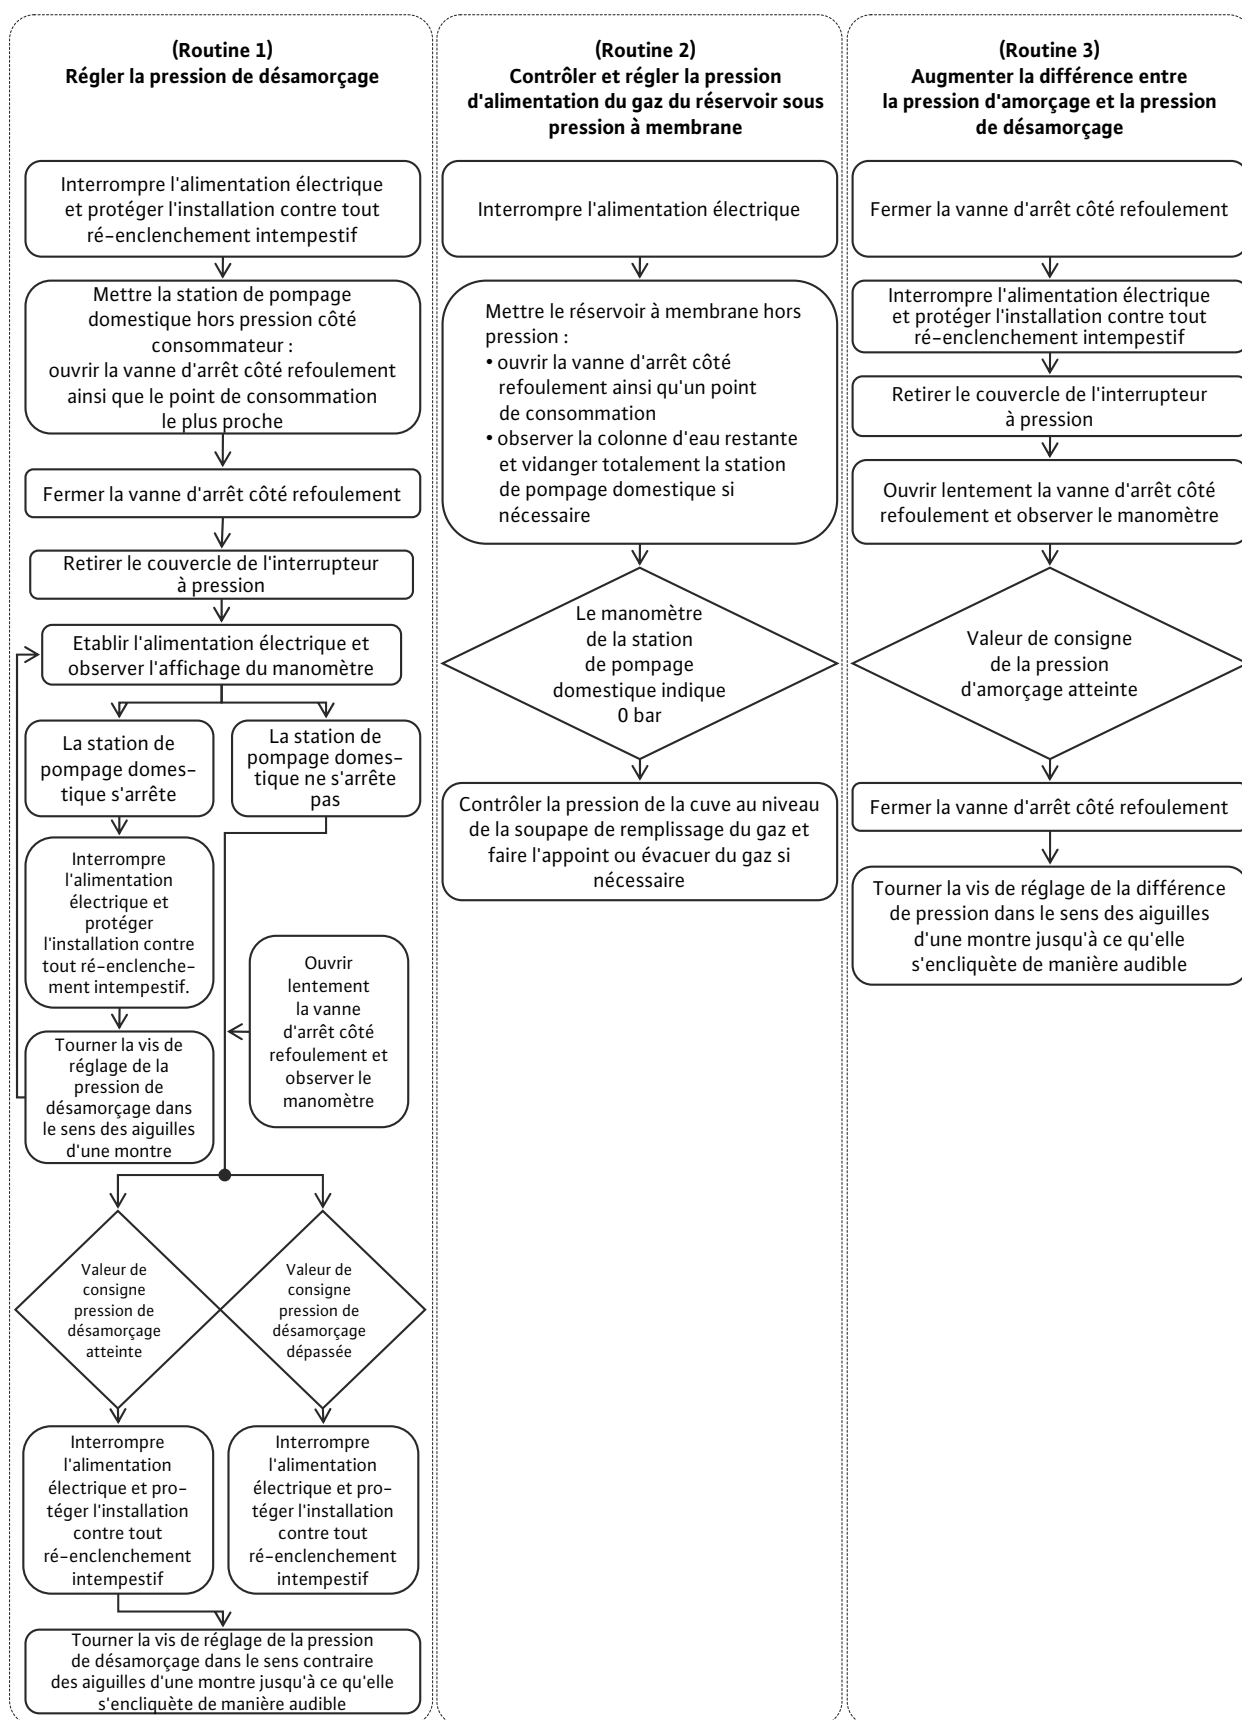 (Routine 1)
Régler la pression de désamorçage
Interrompre l'alimentation électrique
et protéger l'installation contre tout
ré-enclenchement intempestif
Mettre la station de pompage
domestique hors pression côté
consommateur :
ouvrir la vanne d'arrêt côté refoulement
ainsi que le point de consommation
le plus proche
Fermer la vanne d'arrêt côté refoulement
Retirer le couvercle de l'interrupteur
à pression
Etablir l'alimentation électrique et
observer l'affichage du manomètre
La station de
pompage domes-
tique s'arrête
La station de
pompage domes-
tique ne s'arrête
pas
Interrompre
l'alimentation
électrique et
protéger
l'installation contre
tout ré-enclenche-
ment intempestif.
Ouvrir
lentement
la vanne
d'arrêt côté
refoulement et
observer le
manomètre
Tourner la vis de
réglage de la
pression de
désamorçage dans
le sens des aiguilles
d'une montre
Valeur de
consigne
pression de
désamorçage
atteinte
Valeur de
consigne
pression de
désamorçage
dépassée
Interrompre
l'alimentation
électrique et pro-
téger l'installation
contre tout
ré-enclenchement
intempestif
Interrompre
l'alimentation
électrique et pro-
téger l'installation
contre tout
ré-enclenchement
intempestif
Tourner la vis de réglage de la pression
de désamorçage dans le sens contraire
des aiguilles d'une montre jusqu'à ce qu'elle
s'encliquète de manière audible
(Routine 2)
Contrôler et régler la pression
d'alimentation du gaz du réservoir sous
pression à membrane
Interrompre l'alimentation électrique
Mettre le réservoir à membrane hors
pression :
• ouvrir la vanne d'arrêt côté
refoulement ainsi qu'un point
de consommation
• observer la colonne d'eau restante
et vidanger totalement la station
de pompage domestique si
nécessaire
Le manomètre
de la station
de pompage
domestique indique
0 bar
Contrôler la pression de la cuve au niveau
de la soupape de remplissage du gaz et
faire l'appoint ou évacuer du gaz si
nécessaire
(Routine 3)
Augmenter la différence entre
la pression d'amorçage et la pression
de désamorçage
Fermer la vanne d'arrêt côté refoulement
Interrompre l'alimentation électrique
et protéger l'installation contre tout
ré-enclenchement intempestif
Retirer le couvercle de l'interrupteur
à pression
Ouvrir lentement la vanne d'arrêt côté
refoulement et observer le manomètre
Valeur de consigne
de la pression
d'amorçage atteinte
Fermer la vanne d'arrêt côté refoulement
Tourner la vis de réglage de la différence
de pression dans le sens des aiguilles
d'une montre jusqu'à ce qu'elle
s'encliquète de manière audible